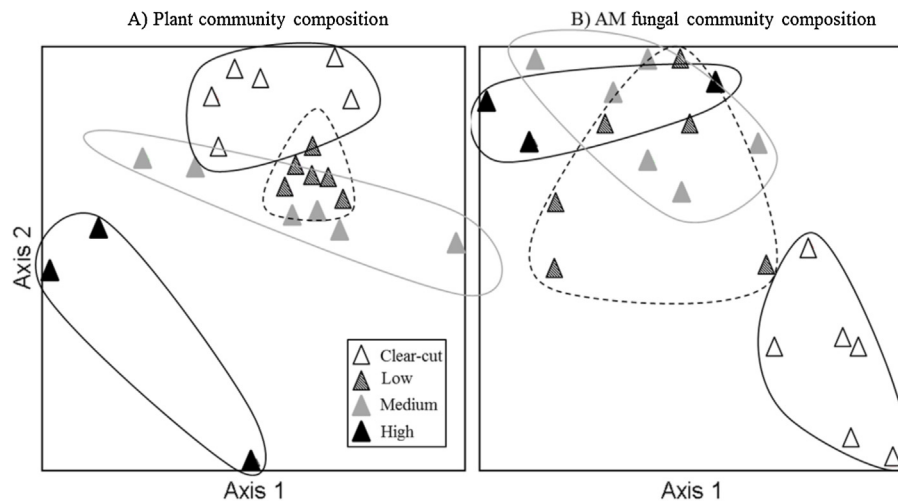 A) Plant community composition
B) AM fungal community composition
Axis 2
Clear-cut
Low
Medium
High
Axis 1
Axis 1